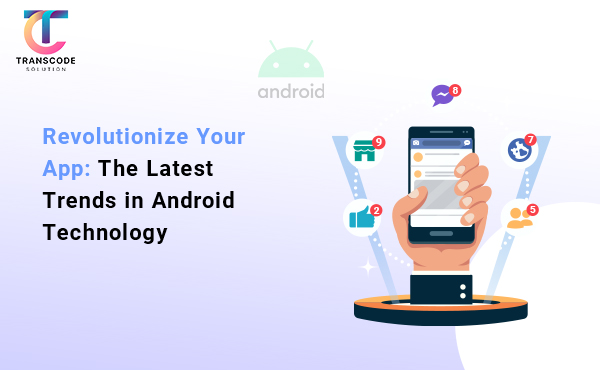 TRANSCODE
SOLUTION
android
Revolutionize Your
App: The Latest
Trends in Android
Technology
8
9
7
2
5